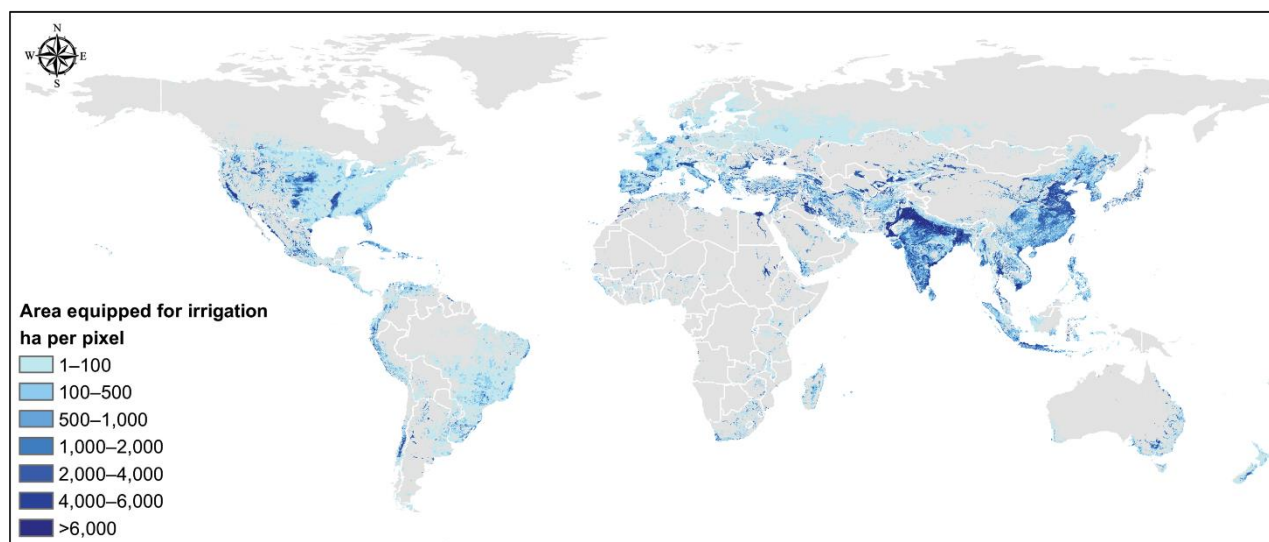 N
W E
S
Area equipped for irrigation
ha per pixel
1–100
100–500
500–1,000
1,000–2,000
2,000–4,000
4,000–6,000
>6,000